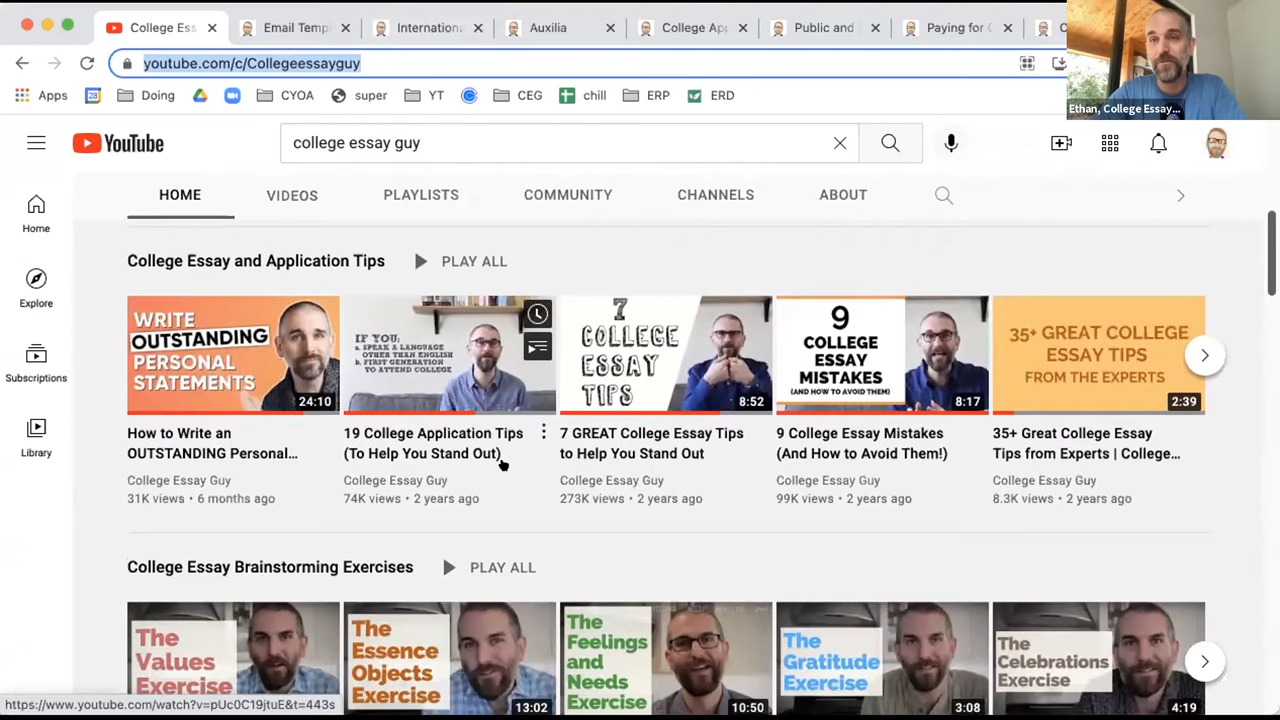 College Ess
Email Temp
Internation
Auxilia
College Ap
Public and
Paying for
youtube.com/c/Collegeessayguy
Ethan, College Essay...
Apps
Doing
CYOA
super
YT
CEG
chill
ERP
ERD
YouTube
college essay guy
HOME
VIDEOS
PLAYLISTS
COMMUNITY
CHANNELS
ABOUT
Home
Explore
Subscriptions
Library
College Essay and Application Tips
PLAY ALL
WRITE
OUTSTANDING
PERSONAL
STATEMENTS
24:10
IF YOU:
a. SPEAK A LANGUAGE
OTHER THAN ENGLISH
b. FIRST GENERATION
TO ATTEND COLLEGE
7
COLLEGE
ESSAY
TIPS
8:52
9
COLLEGE
ESSAY
MISTAKES
(AND HOW TO AVOID THEM)
8:17
35+ GREAT COLLEGE
ESSAY TIPS
FROM THE EXPERTS
2:39
How to Write an
OUTSTANDING Personal...
College Essay Guy
31K views • 6 months ago
19 College Application Tips
(To Help You Stand Out)
College Essay Guy
74K views • 2 years ago
7 GREAT College Essay Tips
to Help You Stand Out
College Essay Guy
273K views • 2 years ago
9 College Essay Mistakes
(And How to Avoid Them!)
College Essay Guy
99K views • 2 years ago
35+ Great College Essay
Tips from Experts | College...
College Essay Guy
8.3K views • 2 years ago
College Essay Brainstorming Exercises
PLAY ALL
The
Values
Exercise
The
Essence
Objects
Exercise
13:02
The
Feelings
and
Needs
Exercise
10:50
The
Gratitude
Exercise
3:08
The
Celebrations
Exercise
4:19
https://www.youtube.com/watch?v=pUc0C19jtuE&t=443s